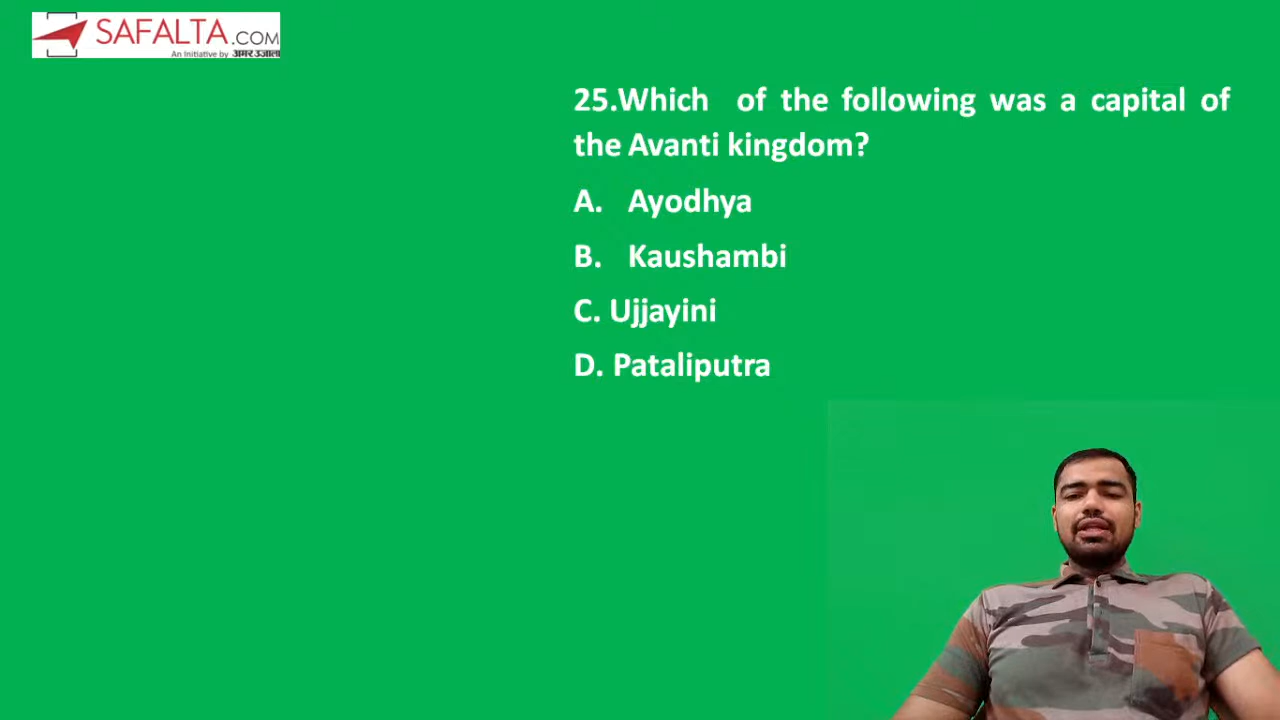 SAFALTA.COM
An Initiative by अमर उजाला
25.Which of the following was a capital of
the Avanti kingdom?
A. Ayodhya
B. Kaushambi
C. Ujjayini
D. Pataliputra